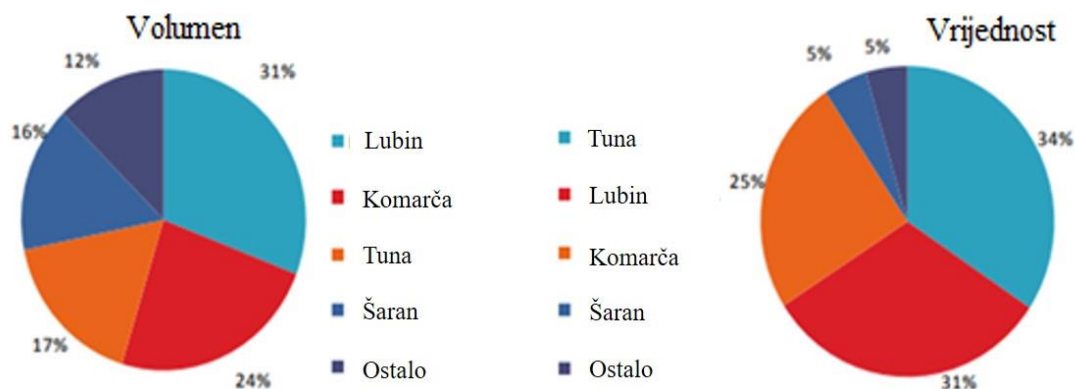 Volumen
12%
31%
16%
17%
24%
Lubin
Komarča
Tuna
Šaran
Ostalo
Tuna
Lubin
Komarča
Šaran
Ostalo
Vrijednost
5%
5%
34%
25%
31%